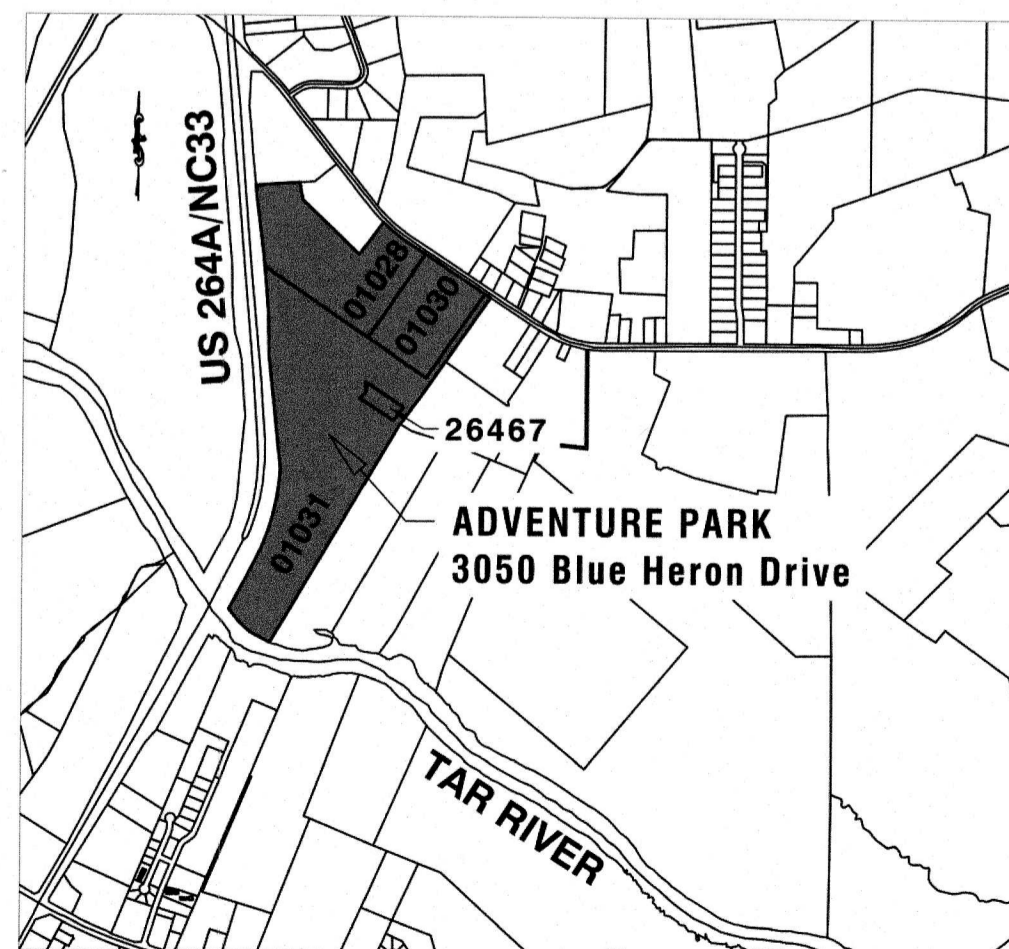 US 264A/NC33
01028
01030
26467
ADVENTURE PARK
3050 Blue Heron Drive
01031
TAR RIVER